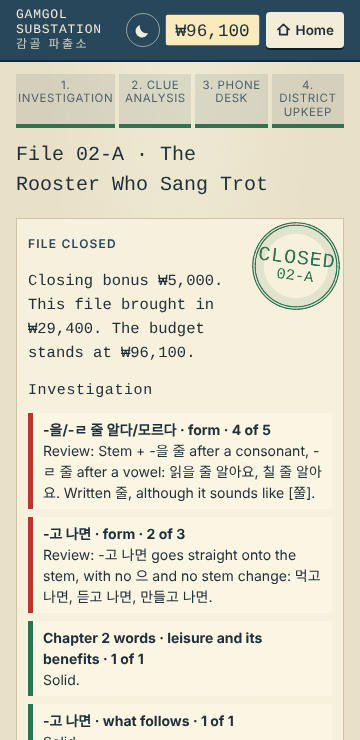 GAMGOL
SUBSTATION
감골 파출소
₩96,100
Home
1.
INVESTIGATION
2. CLUE
ANALYSIS
3. PHONE
DESK
4.
DISTRICT
UPKEEP
File 02-A · The
Rooster Who Sang Trot
FILE CLOSED
CLOSED
02-A
Closing bonus ₩5,000.
This file brought in
₩29,400. The budget
stands at ₩96,100.
Investigation
-을/-ㄹ 줄 알다/모르다 · form · 4 of 5
Review: Stem + -을 줄 after a consonant, -
ㄹ 줄 after a vowel: 읽을 줄 알아요, 칠 줄 알아
요. Written 줄, although it sounds like [쭐].
-고 나면 · form · 2 of 3
Review: -고 나면 goes straight onto the
stem, with no 으 and no stem change: 먹고
나면, 듣고 나면, 만들고 나면.
Chapter 2 words · leisure and its
benefits · 1 of 1
Solid.
-고 나면 · what follows · 1 of 1
Solid.